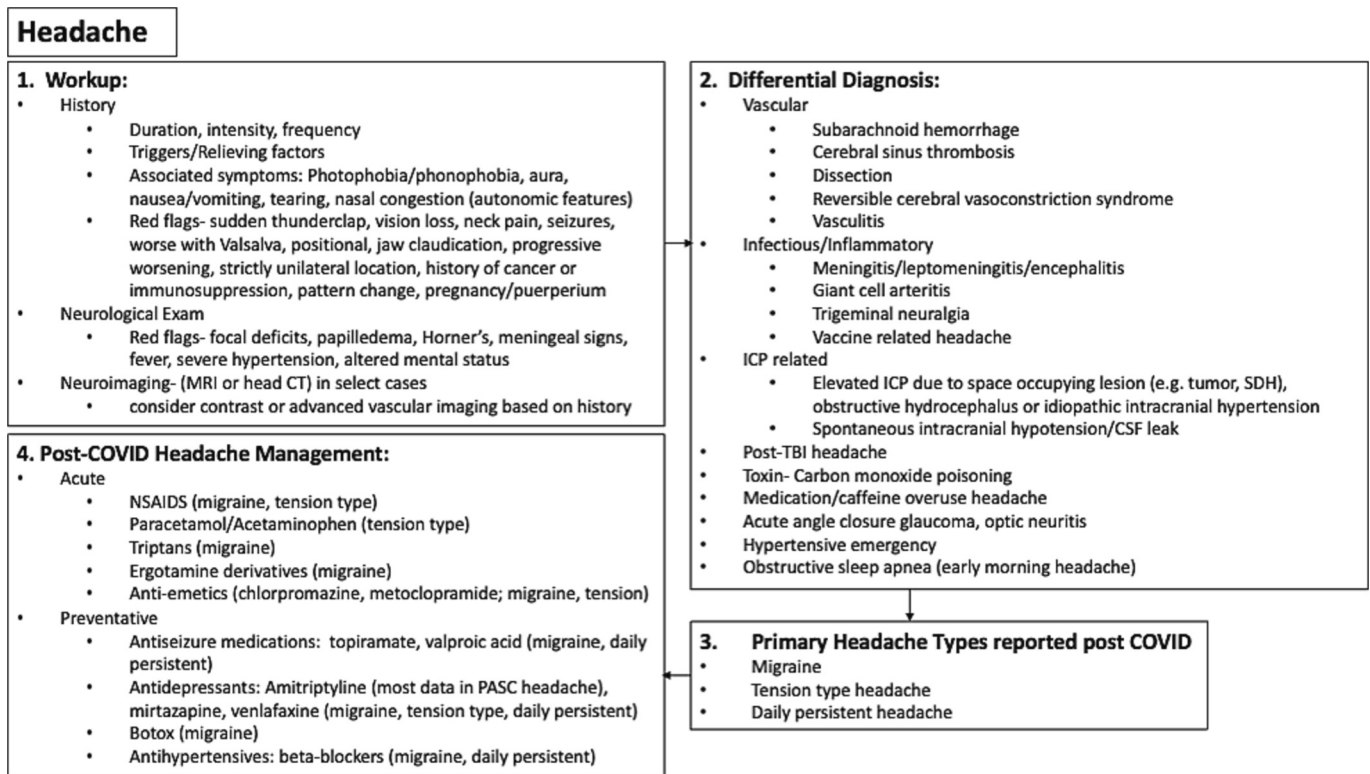 Headache
1. Workup:
• History
• Duration, intensity, frequency
• Triggers/Relieving factors
• Associated symptoms: Photophobia/phonophobia, aura,
nausea/vomiting, tearing, nasal congestion (autonomic features)
• Red flags- sudden thunderclap, vision loss, neck pain, seizures,
worse with Valsalva, positional, jaw claudication, progressive
worsening, strictly unilateral location, history of cancer or
immunosuppression, pattern change, pregnancy/puerperium
• Neurological Exam
• Red flags- focal deficits, papilledema, Horner's, meningeal signs,
fever, severe hypertension, altered mental status
• Neuroimaging- (MRI or head CT) in select cases
• consider contrast or advanced vascular imaging based on history
2. Differential Diagnosis:
• Vascular
• Subarachnoid hemorrhage
• Cerebral sinus thrombosis
• Dissection
• Reversible cerebral vasoconstriction syndrome
• Vasculitis
• Infectious/Inflammatory
• Meningitis/leptomeningitis/encephalitis
• Giant cell arteritis
• Trigeminal neuralgia
• Vaccine related headache
• ICP related
• Elevated ICP due to space occupying lesion (e.g. tumor, SDH),
obstructive hydrocephalus or idiopathic intracranial hypertension
• Spontaneous intracranial hypotension/CSF leak
• Post-TBI headache
• Toxin- Carbon monoxide poisoning
• Medication/caffeine overuse headache
• Acute angle closure glaucoma, optic neuritis
• Hypertensive emergency
• Obstructive sleep apnea (early morning headache)
3. Primary Headache Types reported post COVID
• Migraine
• Tension type headache
• Daily persistent headache
4. Post-COVID Headache Management:
• Acute
• NSAIDS (migraine, tension type)
• Paracetamol/Acetaminophen (tension type)
• Triptans (migraine)
• Ergotamine derivatives (migraine)
• Anti-emetics (chlorpromazine, metoclopramide; migraine, tension)
• Preventative
• Antiseizure medications: topiramate, valproic acid (migraine, daily
persistent)
• Antidepressants: Amitriptyline (most data in PASC headache),
mirtazapine, venlafaxine (migraine, tension type, daily persistent)
• Botox (migraine)
• Antihypertensives: beta-blockers (migraine, daily persistent)